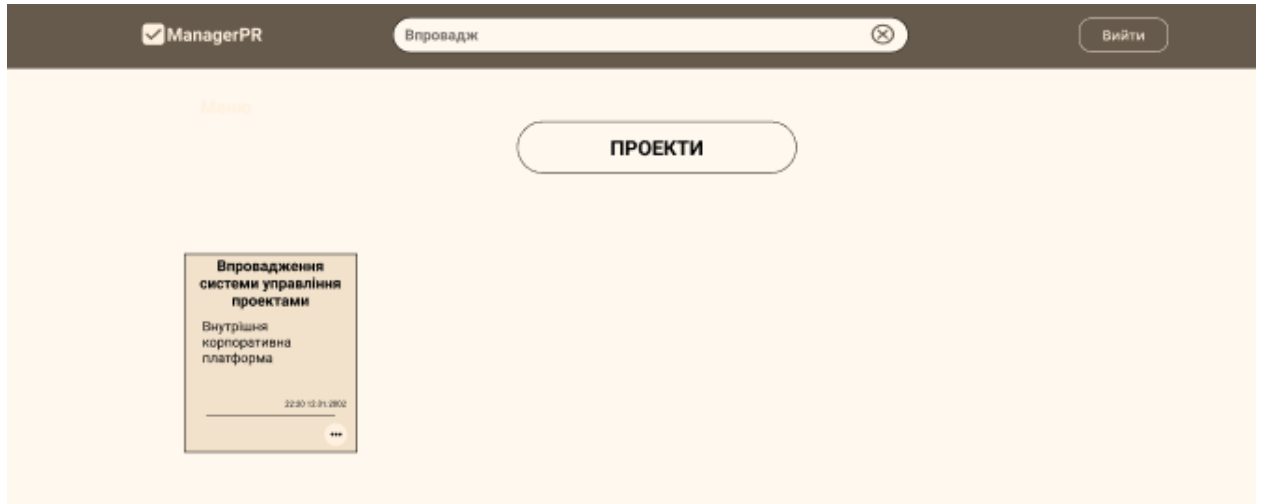 ManagerPR
Впровадж
Вийти
Меню
ПРОЕКТИ
Впровадження
системи управління
проектами
Внутрішня
корпоративна
платформа